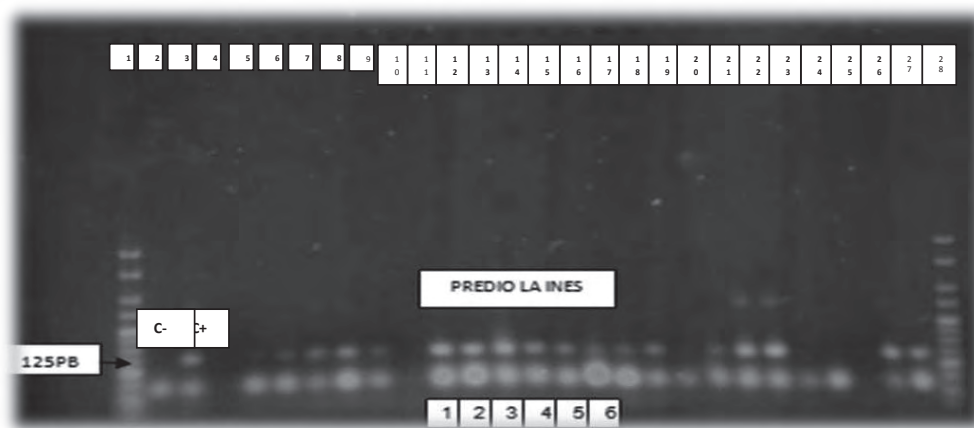 1 2 3 4 5 6 7 8 9 10 11 12 13 14 15 16 17 18 19 20 21 22 23 24 25 26 27 28
PREDIO LA INES
C- C+
125PB
1 2 3 4 5 6